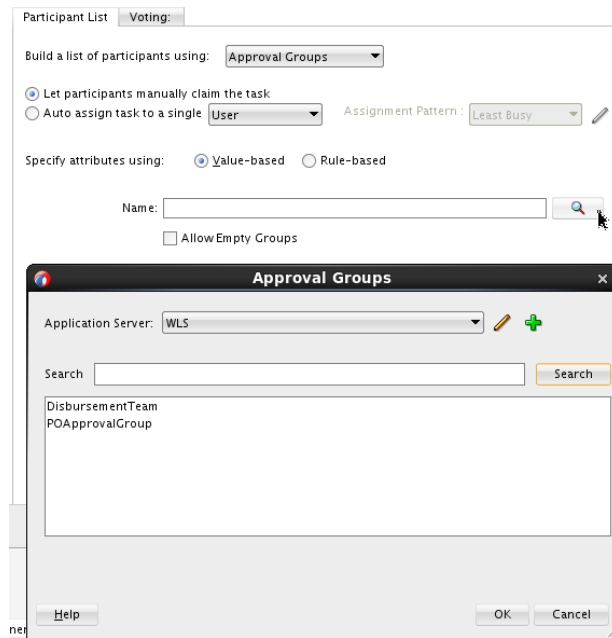 Participant List Voting:
Build a list of participants using: Approval Groups
Let participants manually claim the task
Auto assign task to a single User Assignment Pattern : Least Busy
Specify attributes using: Value-based Rule-based
Name:
Allow Empty Groups
Approval Groups
Application Server: WLS
Search Search
DisbursementTeam
POApprovalGroup
Help OK Cancel